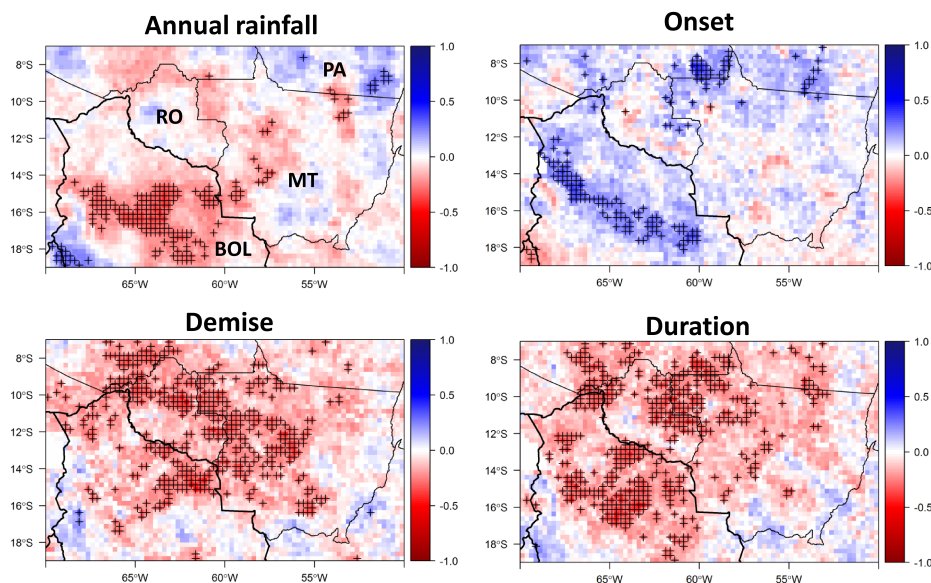 Annual rainfall
Onset
8°S
10°S
12°S
14°S
16°S
18°S
PA
RO
MT
BOL
65°W
60°W
55°W
1.0
0.5
0.0
-0.5
-1.0
8°S
10°S
12°S
14°S
16°S
18°S
65°W
60°W
55°W
1.0
0.5
0.0
-0.5
-1.0
Demise
Duration
8°S
10°S
12°S
14°S
16°S
18°S
65°W
60°W
55°W
1.0
0.5
0.0
-0.5
-1.0
8°S
10°S
12°S
14°S
16°S
18°S
65°W
60°W
55°W
1.0
0.5
0.0
-0.5
-1.0